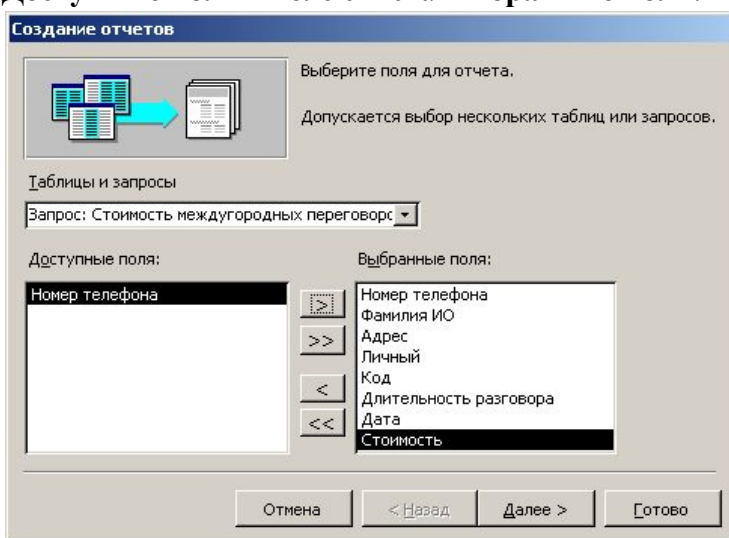 Создание отчетов
Выберите поля для отчета.
Допускается выбор нескольких таблиц или запросов.
Таблицы и запросы
Запрос: Стоимость междугородных переговорс
Доступные поля:
Выбранные поля:
Номер телефона
>
>>
<
<<
Номер телефона
Фамилия ИО
Адрес
Личный
Код
Длительность разговора
Дата
Стоимость
Отмена
< Назад
Далее >
Готово